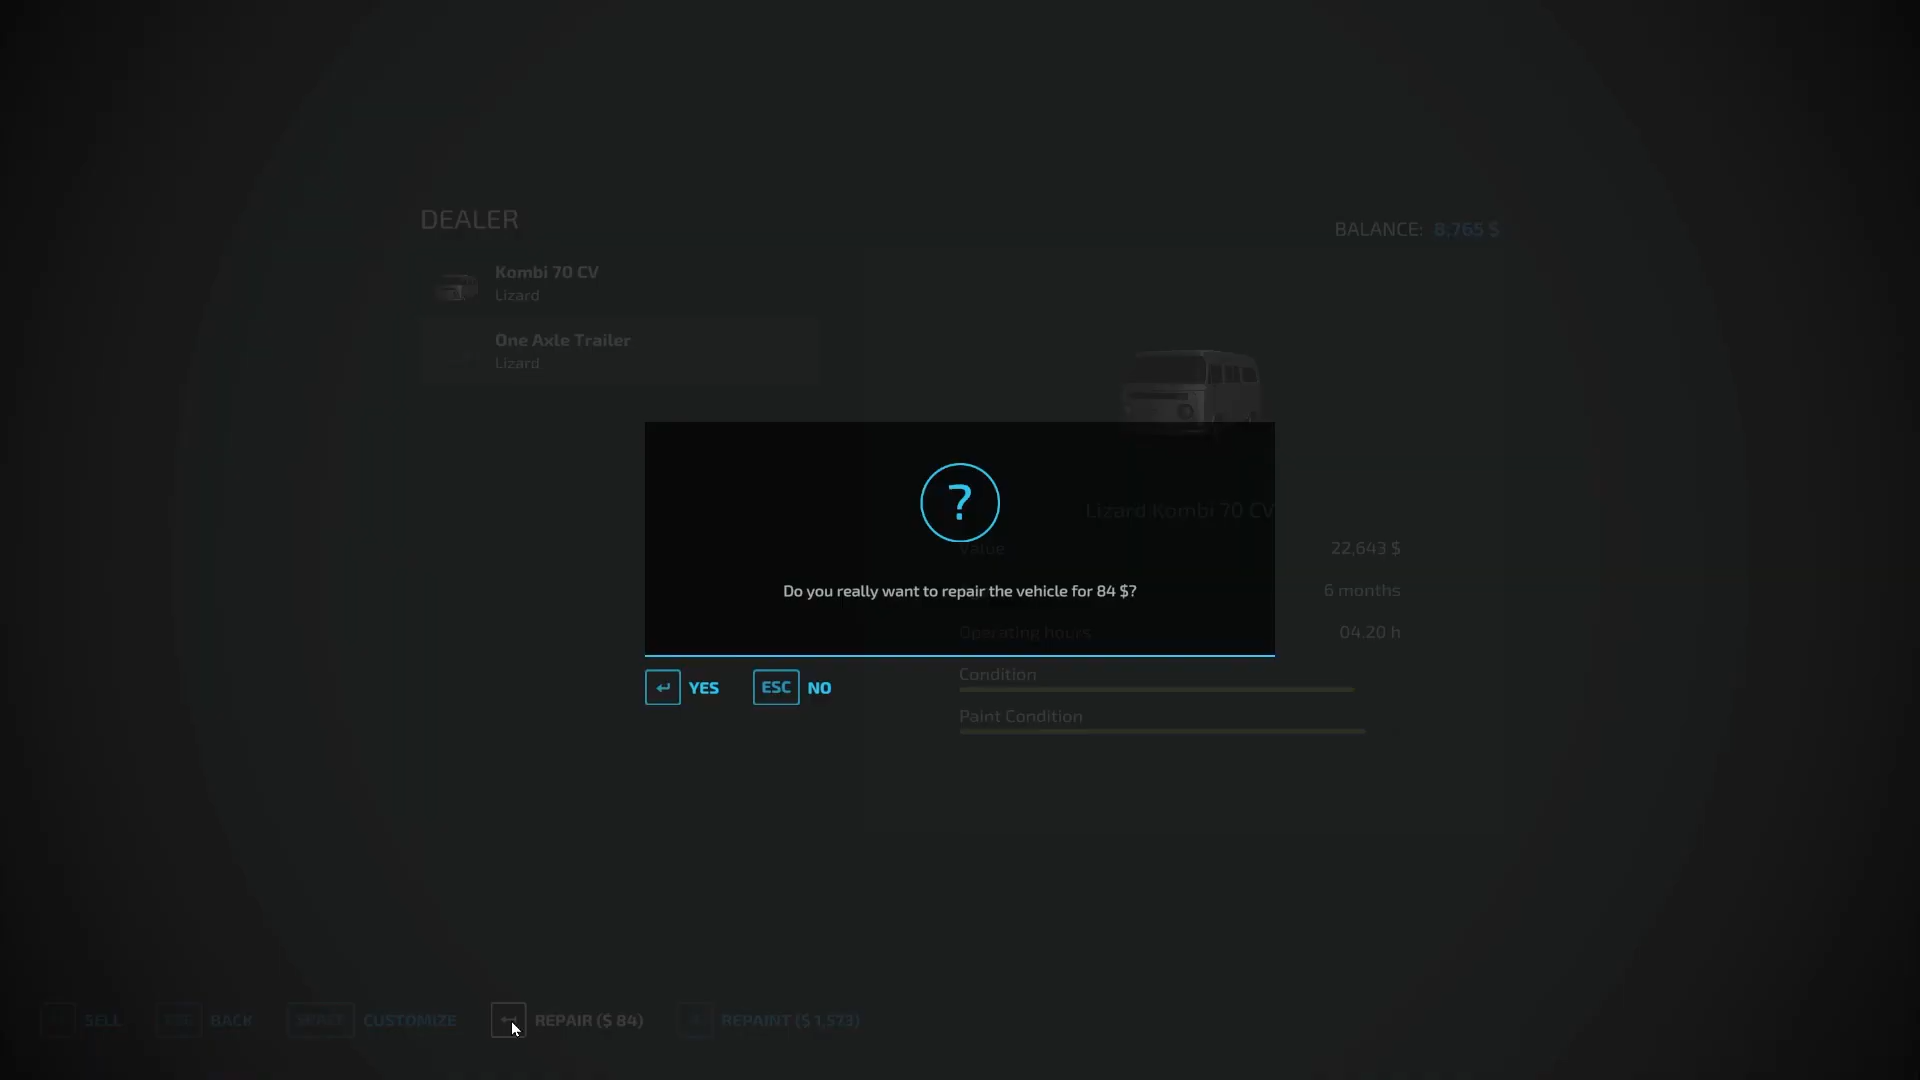 DEALER
BALANCE: 8,765 $
Kombi 70 CV
Lizard
One Axle Trailer
Lizard
?
Lizard Kombi 70 CV
Value 22,643 $
Do you really want to repair the vehicle for 84 $?
6 months
Operating hours 04.20 h
Condition
YES
ESC NO
Paint Condition
SELL
ESC BACK
SPACE CUSTOMIZE
REPAIR ($ 84)
REPAINT ($ 1,573)